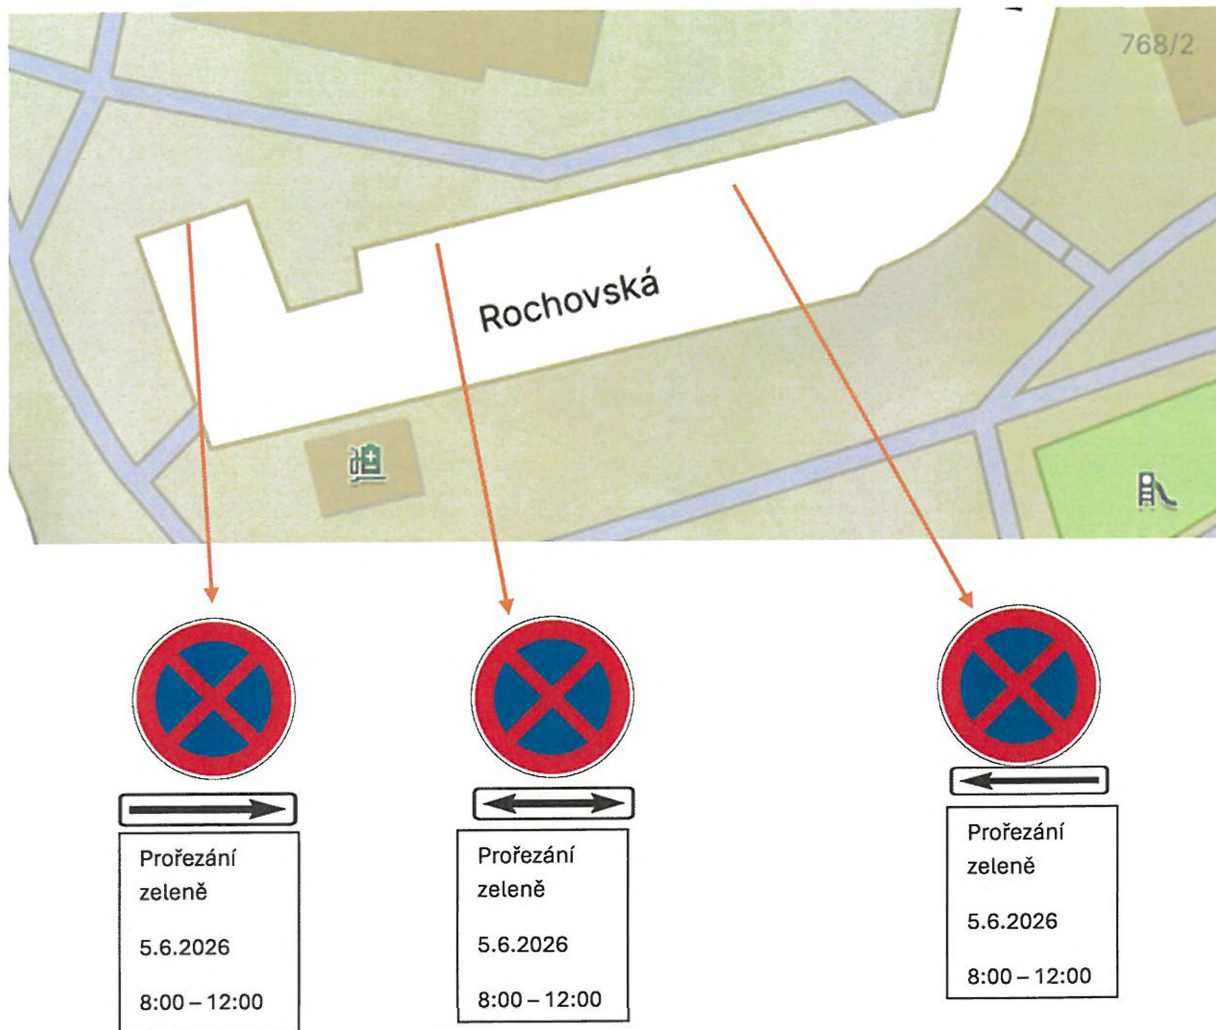 768/2
Rochovská
Prořezání
zeleně
5.6.2026
8:00 – 12:00
Prořezání
zeleně
5.6.2026
8:00 – 12:00
Prořezání
zeleně
5.6.2026
8:00 – 12:00